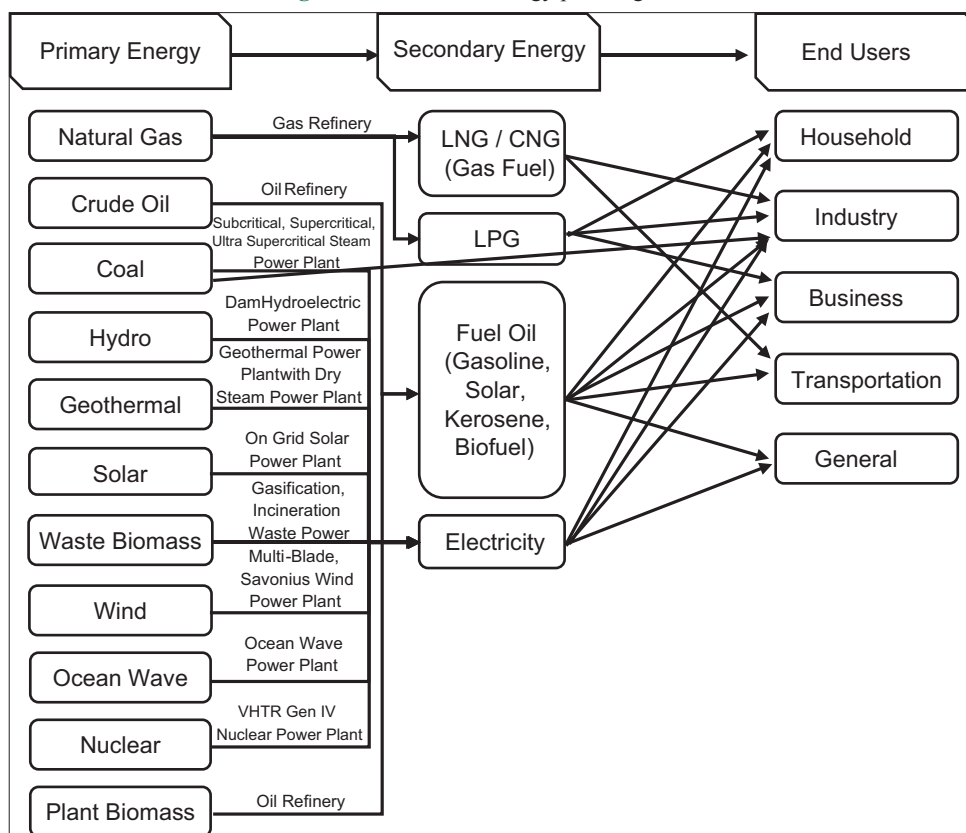 Primary Energy
Secondary Energy
End Users
Natural Gas
Gas Refinery
LNG / CNG
(Gas Fuel)
Household
Crude Oil
Oil Refinery
Subcritical, Supercritical,
Ultra Supercritical Steam
Power Plant
LPG
Industry
Coal
Hydro
DamHydroelectric
Power Plant
Fuel Oil
(Gasoline,
Solar,
Kerosene,
Biofuel)
Business
Geothermal
Geothermal Power
Plantwith Dry
Steam Power Plant
Transportation
Solar
On Grid Solar
Power Plant
General
Waste Biomass
Gasification,
Incineration
Waste Power
Electricity
Wind
Multi-Blade,
Savonius Wind
Power Plant
Ocean Wave
Ocean Wave
Power Plant
Nuclear
VHTR Gen IV
Nuclear Power Plant
Plant Biomass
Oil Refinery